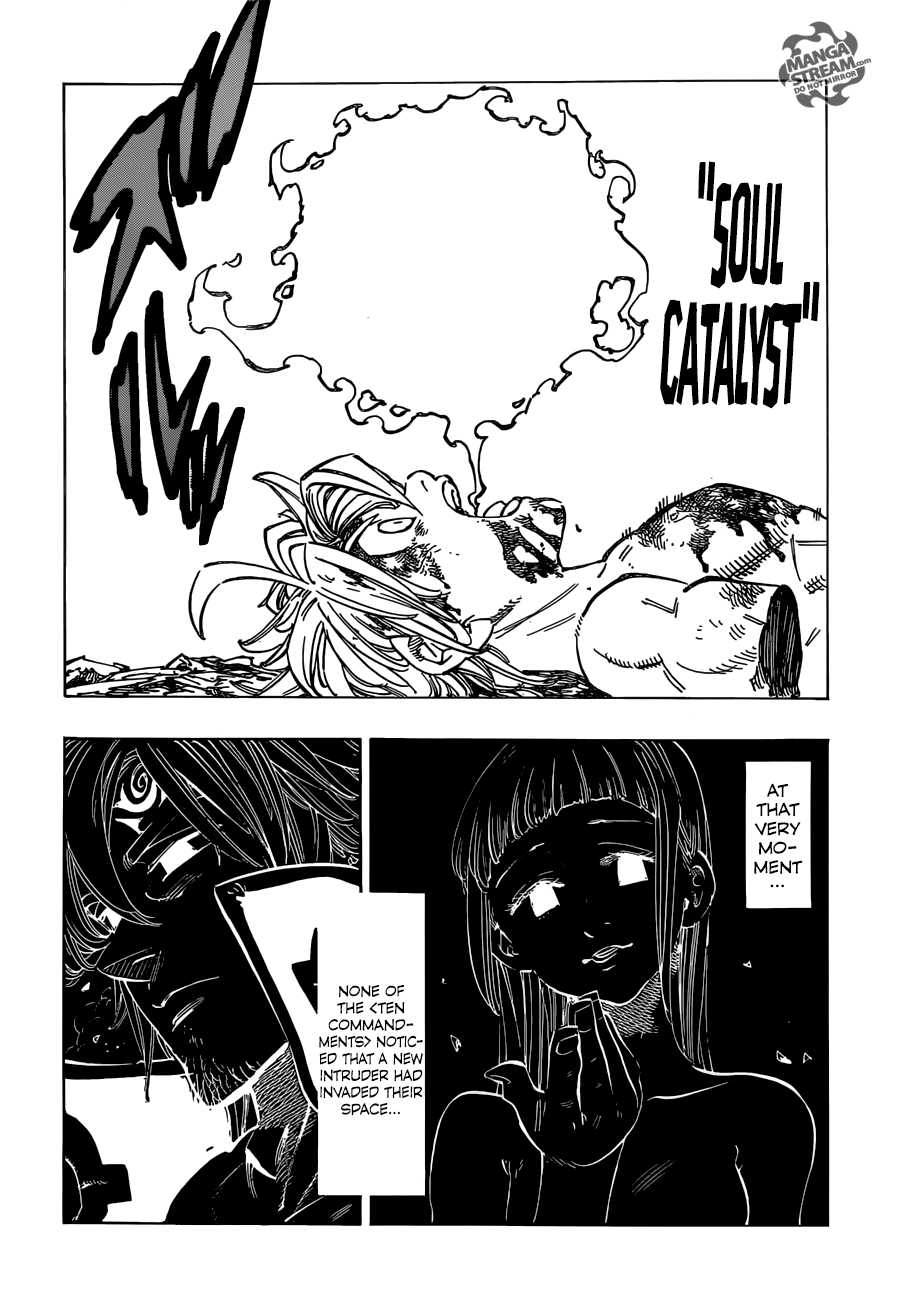 MANGA
STREAM.com
DO NOT MIRROR
"SOUL
CATALYST"
AT
THAT
VERY
MO-
MENT
...
NONE OF
THE <TEN
COMMAND-
MENTS> NOTIC-
ED THAT A NEW
INTRUDER HAD
INVADED THEIR
SPACE...